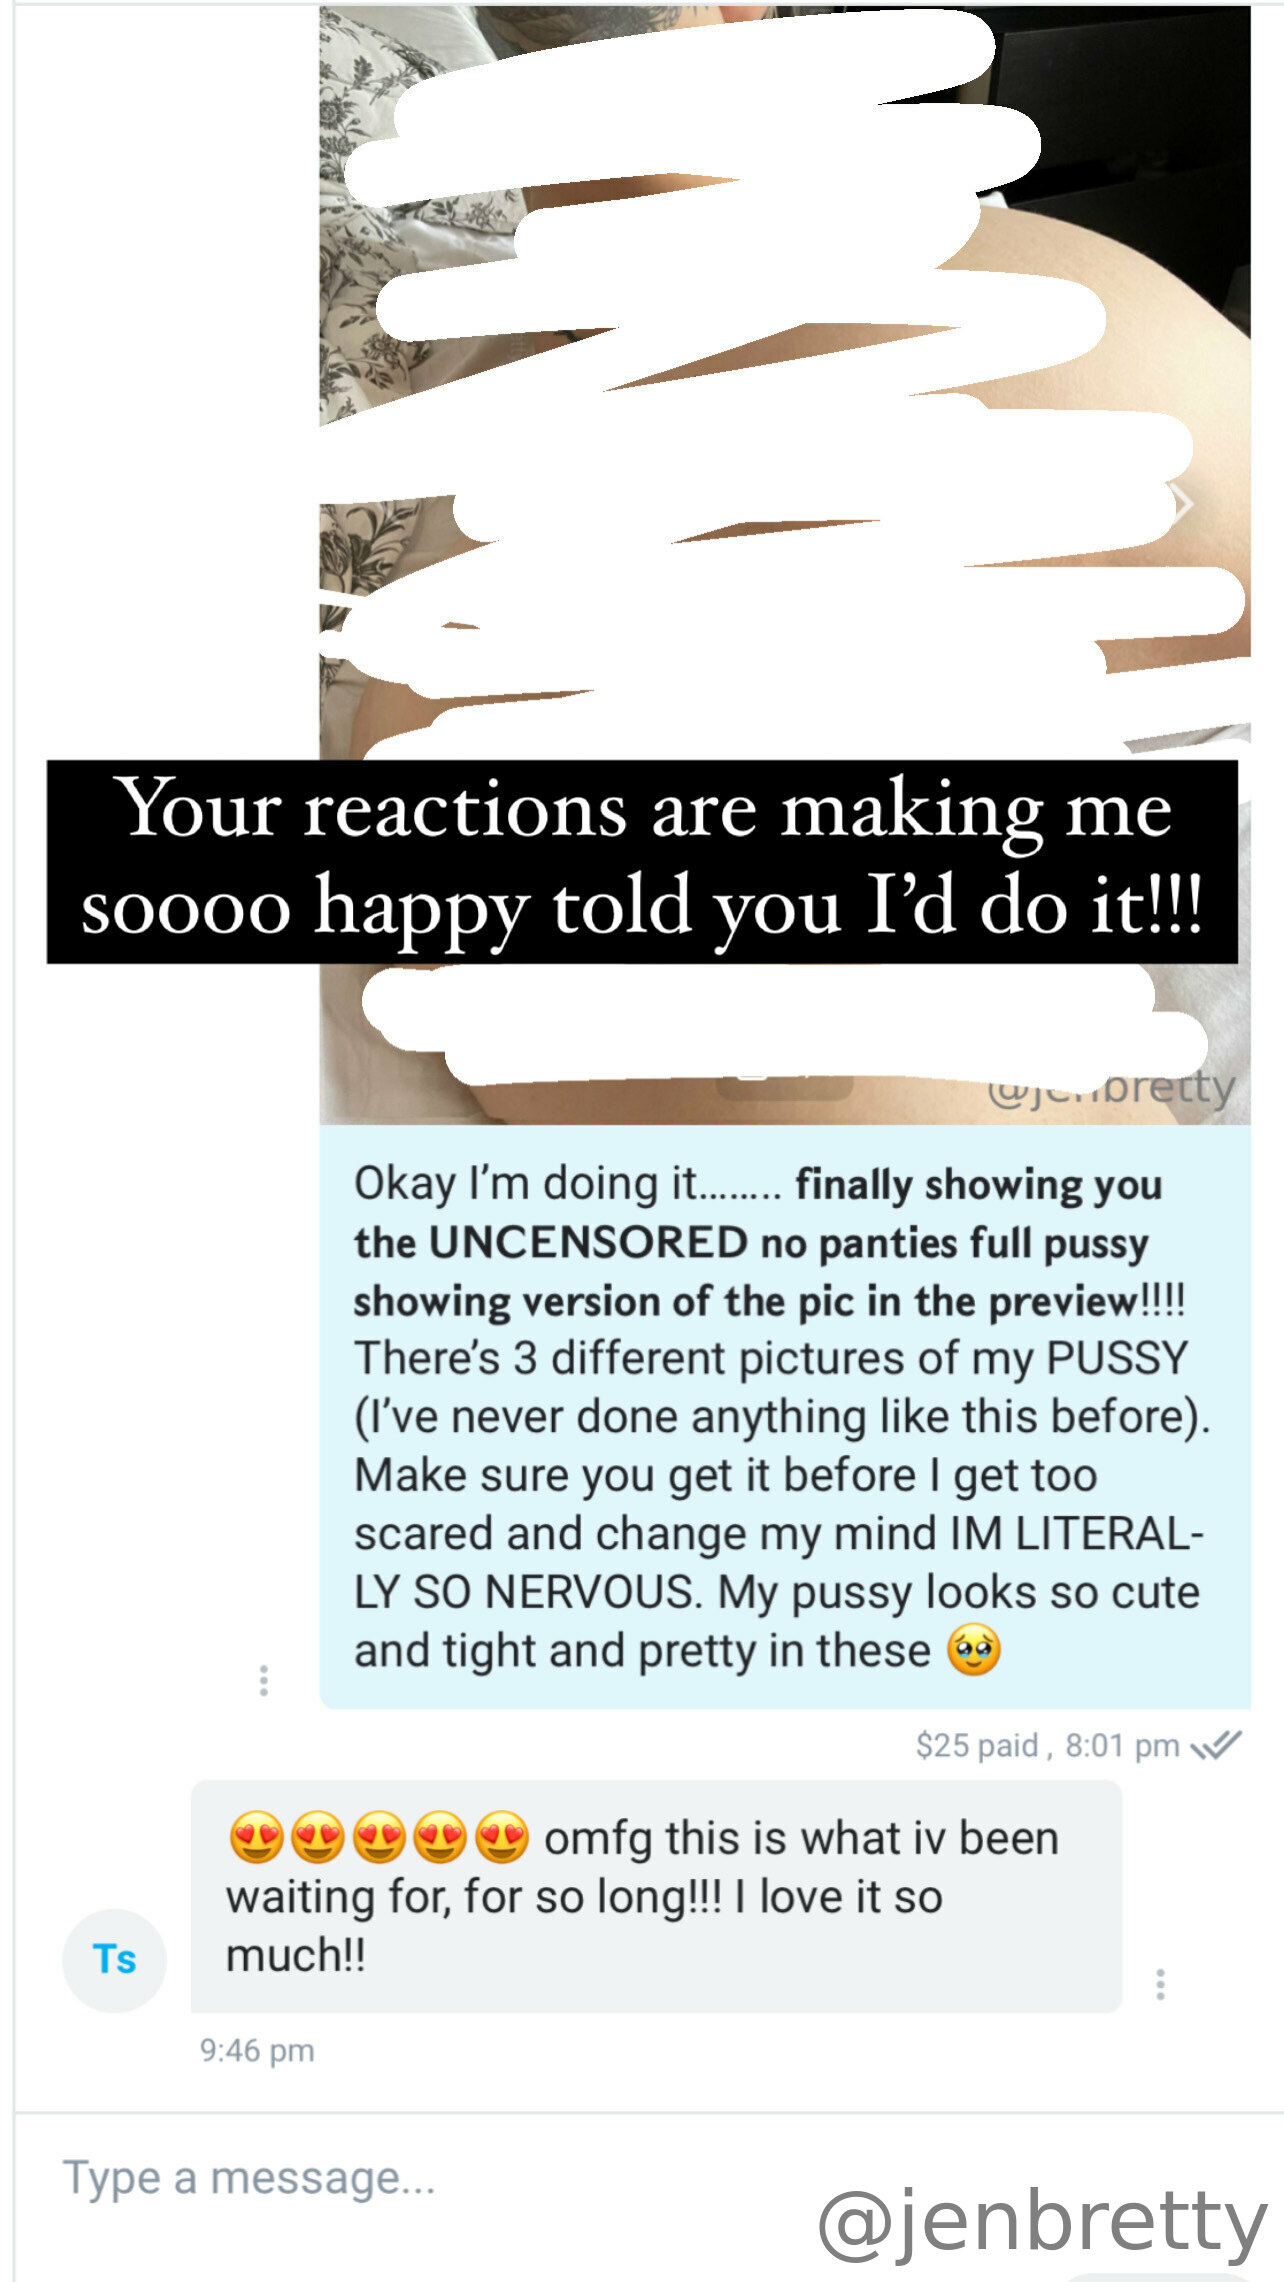 Your reactions are making me
soooo happy told you I'd do it!!!
@jenbretty
Okay I'm doing it........ finally showing you
the UNCENSORED no panties full pussy
showing version of the pic in the preview!!!!
There's 3 different pictures of my PUSSY
(I've never done anything like this before).
Make sure you get it before I get too
scared and change my mind IM LITERAL-
LY SO NERVOUS. My pussy looks so cute
and tight and pretty in these 🥹
$25 paid , 8:01 pm
😍😍😍😍😍 omfg this is what iv been
waiting for, for so long!!! I love it so
much!!
Ts
9:46 pm
Type a message...
@jenbretty